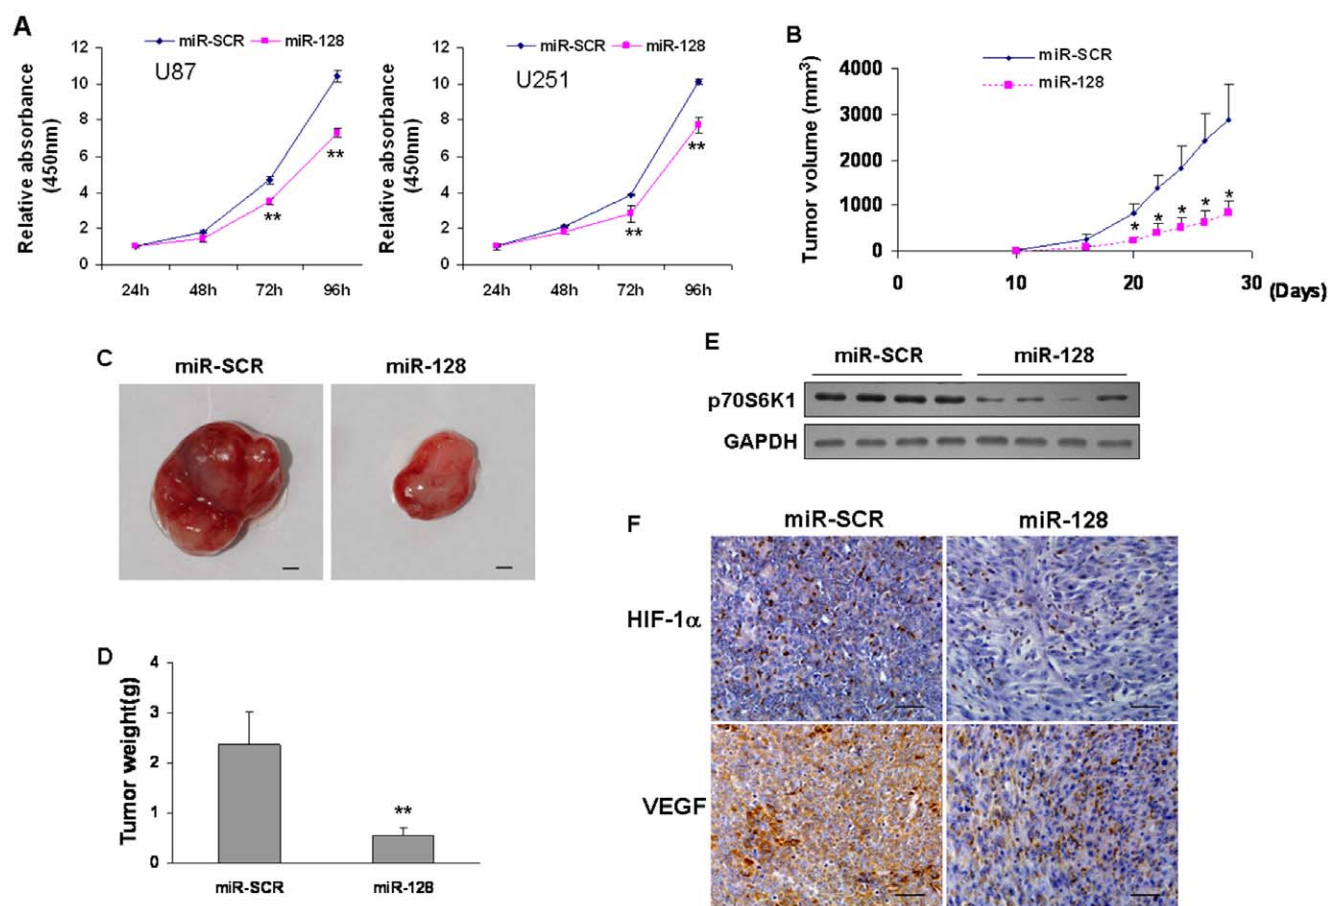 A
miR-SCR miR-128
U87
Relative absorbance
(450nm)
12
10
8
6
4
2
0
24h 48h 72h 96h
**
**
miR-SCR miR-128
U251
Relative absorbance
(450nm)
12
10
8
6
4
2
0
24h 48h 72h 96h
**
**
B
miR-SCR
miR-128
Tumor volume (mm³)
4000
3000
2000
1000
0
0 10 20 30 (Days)
* * * * *
C
miR-SCR miR-128
D
Tumor weight(g)
4
3
2
1
0
**
miR-SCR miR-128
E
miR-SCR miR-128
p70S6K1
GAPDH
F
miR-SCR miR-128
HIF-1α
VEGF